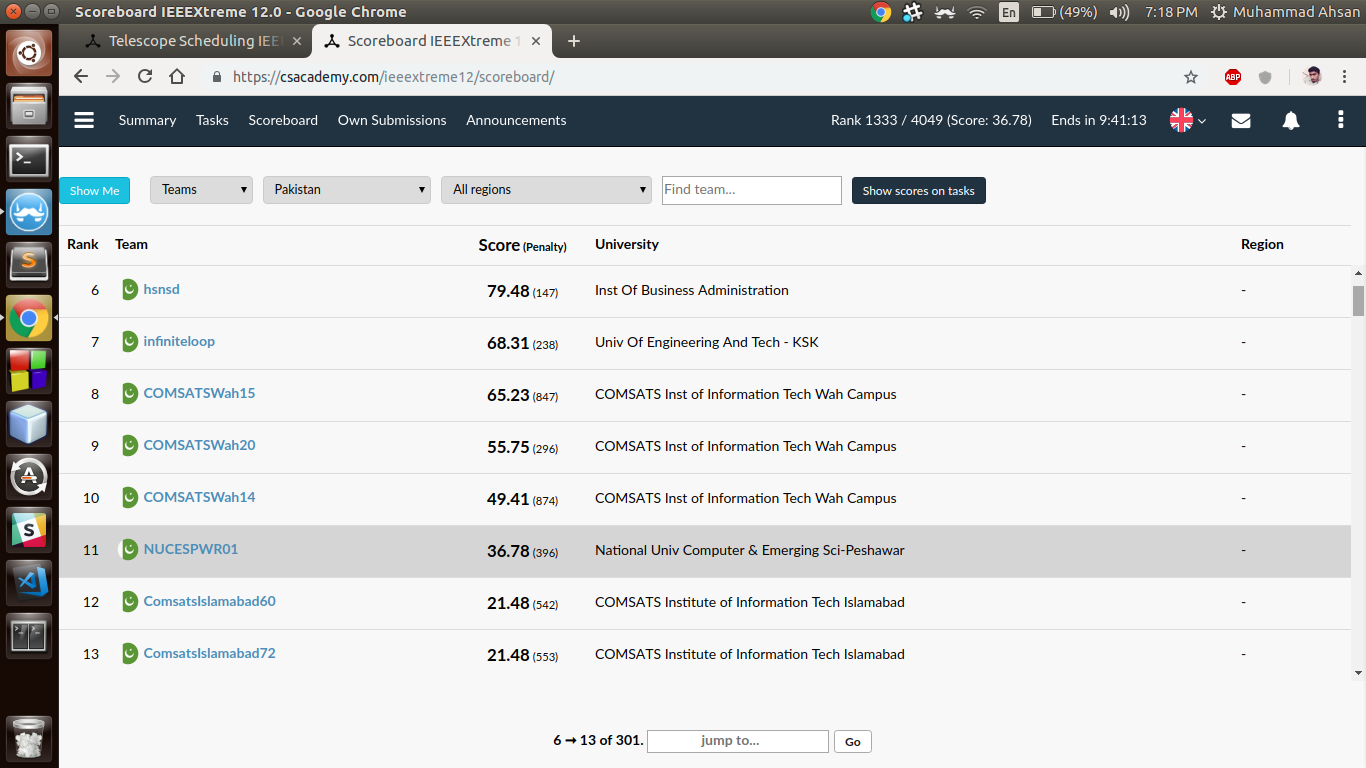 Scoreboard IEEEXtreme 12.0 - Google Chrome En (49%) 7:18 PM Muhammad Ahsan
Telescope Scheduling IEE Scoreboard IEEEXtreme 1
https://csacademy.com/ieeextreme12/scoreboard/ ABP
Summary Tasks Scoreboard Own Submissions Announcements Rank 1333 / 4049 (Score: 36.78) Ends in 9:41:13
Show Me Teams Pakistan All regions Find team... Show scores on tasks
Rank Team Score (Penalty) University Region
6 hsnsd 79.48 (147) Inst Of Business Administration -
7 infiniteloop 68.31 (238) Univ Of Engineering And Tech - KSK -
8 COMSATSWah15 65.23 (847) COMSATS Inst of Information Tech Wah Campus -
9 COMSATSWah20 55.75 (296) COMSATS Inst of Information Tech Wah Campus -
10 COMSATSWah14 49.41 (874) COMSATS Inst of Information Tech Wah Campus -
11 NUCESPWR01 36.78 (396) National Univ Computer & Emerging Sci-Peshawar -
12 ComsatsIslamabad60 21.48 (542) COMSATS Institute of Information Tech Islamabad -
13 ComsatsIslamabad72 21.48 (553) COMSATS Institute of Information Tech Islamabad -
6 → 13 of 301. jump to... Go